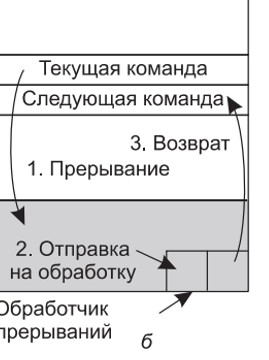 Текущая команда
Следующая команда
3. Возврат
1. Прерывание
2. Отправка
на обработку
Обработчик
прерываний
б